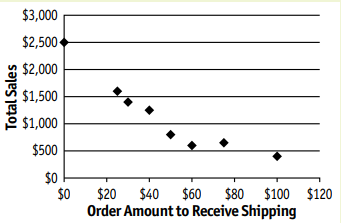 $3,000
$2,500
$2,000
$1,500
$1,000
$500
$0
Total Sales
$0 $20 $40 $60 $80 $100 $120
Order Amount to Receive Shipping